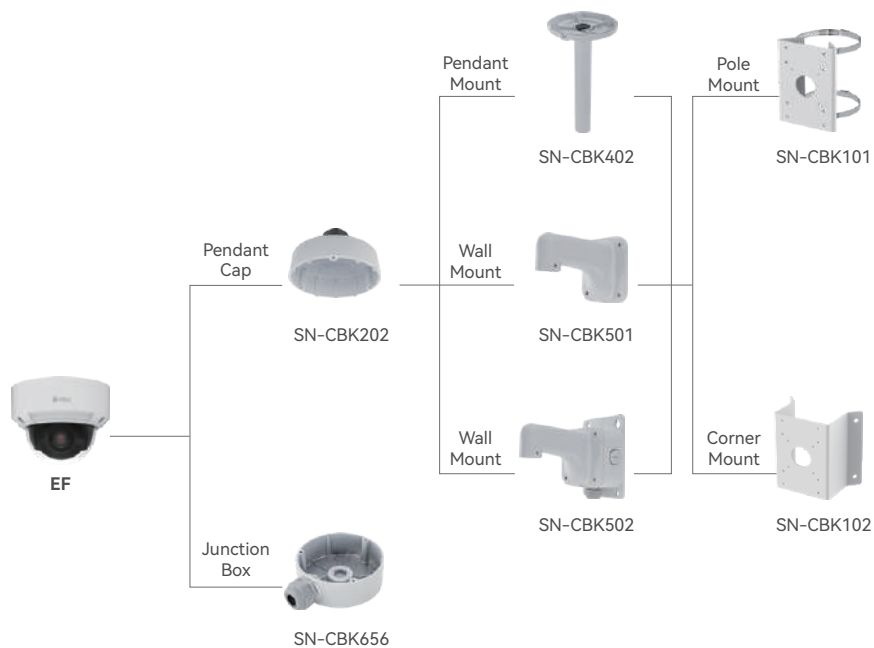 Pendant
Mount
SN-CBK402
Pole
Mount
SN-CBK101
Pendant
Cap
SN-CBK202
Wall
Mount
SN-CBK501
EF
Wall
Mount
SN-CBK502
Corner
Mount
SN-CBK102
Junction
Box
SN-CBK656